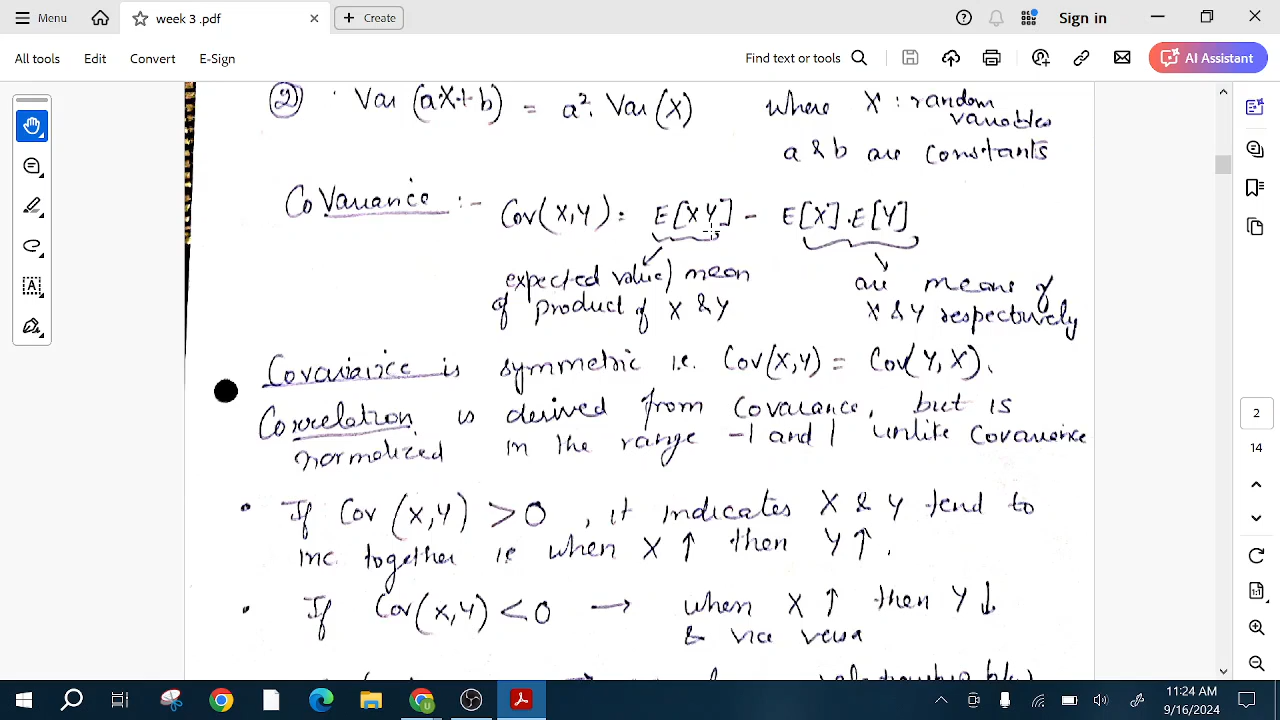 Menu
week 3 .pdf
Create
Sign in
All tools
Edit
Convert
E-Sign
Find text or tools
AI Assistant
② Var (aX+b) = a². Var (X) where X : random
variables
a & b are constants
Covariance :- Cov(X,Y) = E[XY] - E[X].E[Y]
expected value/mean
of product of X & Y
are means of
X & Y respectively
Covariance is symmetric i.e. Cov(X,Y) = Cov(Y,X).
Correlation is derived from Covariance, but is
normalized in the range -1 and 1 unlike Covariance
• If Cov (X,Y) > 0 , it indicates X & Y tend to
inc. together ie when X ↑ then Y ↑.
• If Cov(X,Y) < 0 → when X ↑ then Y ↓
& vice versa
2
14
11:24 AM
9/16/2024